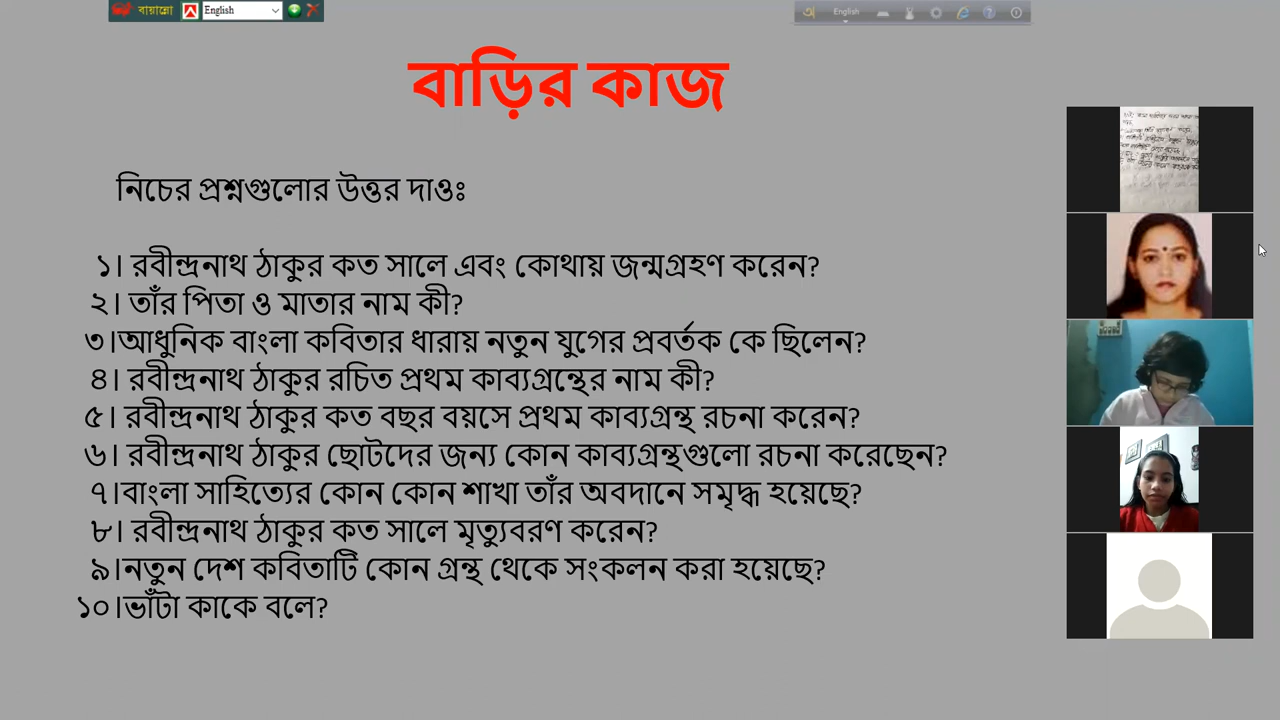 বায়ান্নো English English
বাড়ির কাজ
নিচের প্রশ্নগুলোর উত্তর দাওঃ
১। রবীন্দ্রনাথ ঠাকুর কত সালে এবং কোথায় জন্মগ্রহণ করেন?
২। তাঁর পিতা ও মাতার নাম কী?
৩।আধুনিক বাংলা কবিতার ধারায় নতুন যুগের প্রবর্তক কে ছিলেন?
৪। রবীন্দ্রনাথ ঠাকুর রচিত প্রথম কাব্যগ্রন্থের নাম কী?
৫। রবীন্দ্রনাথ ঠাকুর কত বছর বয়সে প্রথম কাব্যগ্রন্থ রচনা করেন?
৬। রবীন্দ্রনাথ ঠাকুর ছোটদের জন্য কোন কাব্যগ্রন্থগুলো রচনা করেছেন?
৭।বাংলা সাহিত্যের কোন কোন শাখা তাঁর অবদানে সমৃদ্ধ হয়েছে?
৮। রবীন্দ্রনাথ ঠাকুর কত সালে মৃত্যুবরণ করেন?
৯।নতুন দেশ কবিতাটি কোন গ্রন্থ থেকে সংকলন করা হয়েছে?
১০।ভাঁটা কাকে বলে?